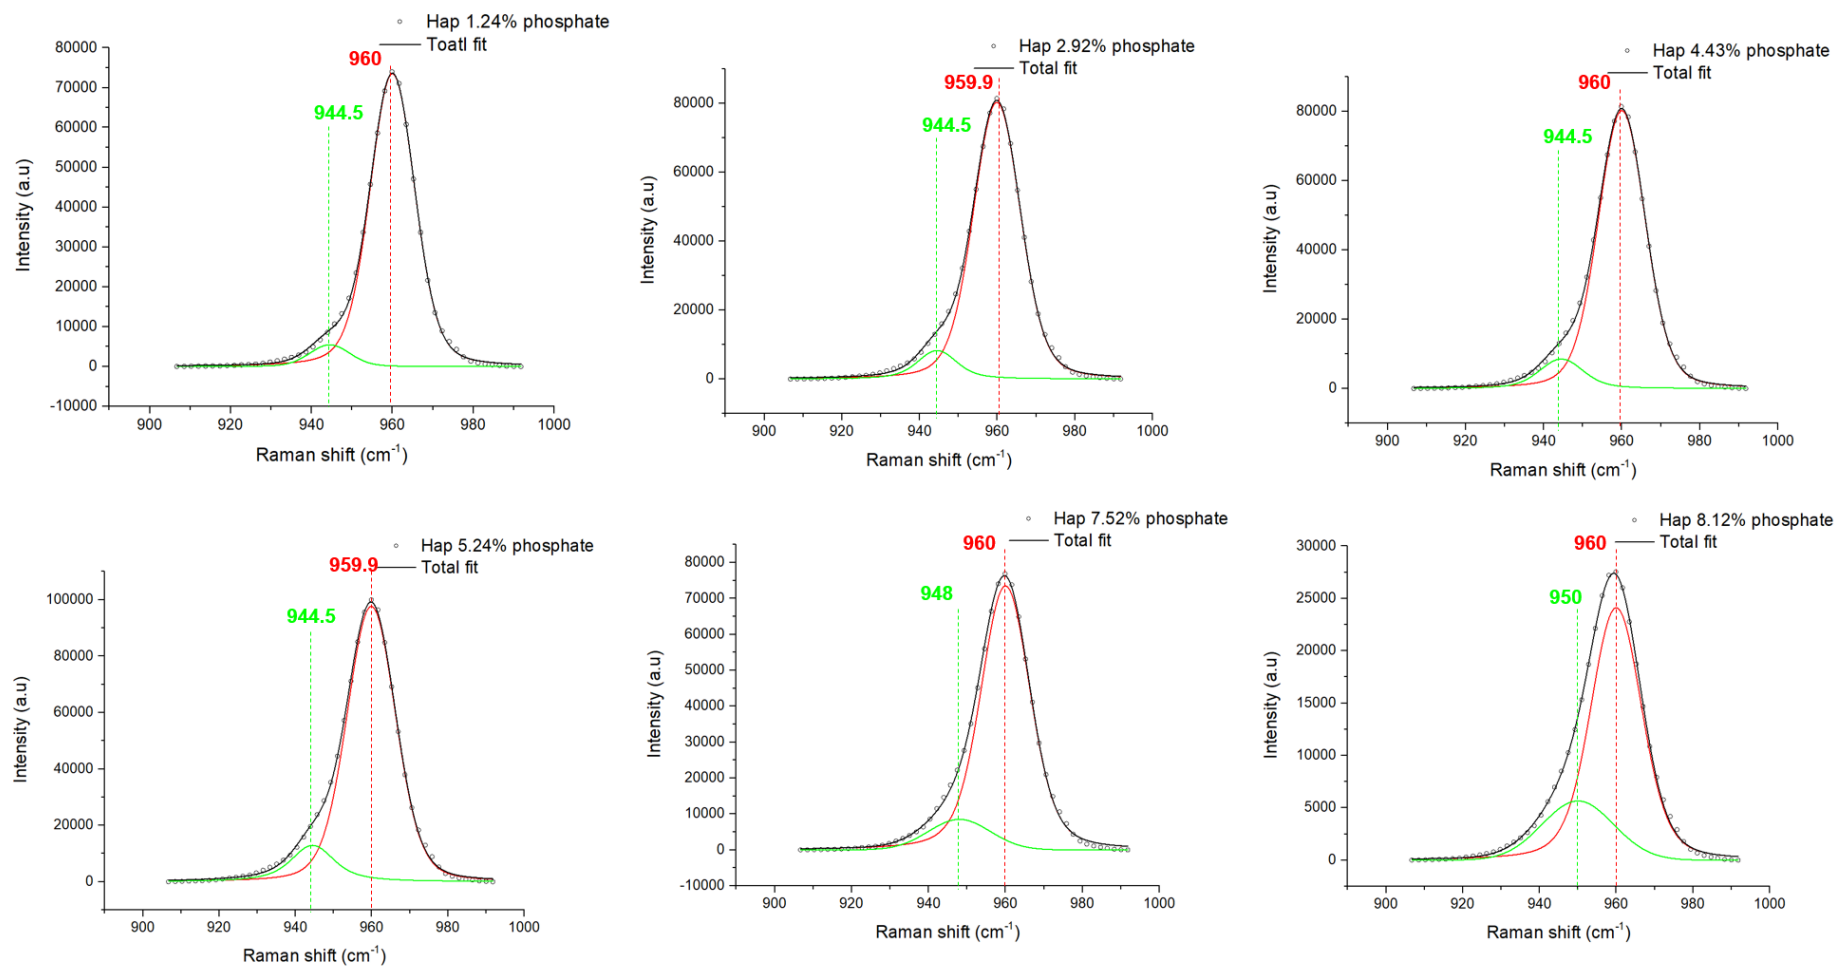 Hap 1.24% phosphate
Toatl fit
960
944.5
80000
70000
60000
50000
40000
30000
20000
10000
0
-10000
900 920 940 960 980 1000
Intensity (a.u)
Raman shift (cm-1)
Hap 2.92% phosphate
Total fit
959.9
944.5
80000
60000
40000
20000
0
900 920 940 960 980 1000
Intensity (a.u)
Raman shift (cm-1)
Hap 4.43% phosphate
Total fit
960
944.5
80000
60000
40000
20000
0
900 920 940 960 980 1000
Intensity (a.u)
Raman shift (cm-1)
Hap 5.24% phosphate
Total fit
959.9
944.5
100000
80000
60000
40000
20000
0
900 920 940 960 980 1000
Intensity (a.u)
Raman shift (cm-1)
Hap 7.52% phosphate
Total fit
960
948
80000
70000
60000
50000
40000
30000
20000
10000
0
-10000
900 920 940 960 980 1000
Intensity (a.u)
Raman shift (cm-1)
Hap 8.12% phosphate
Total fit
960
950
30000
25000
20000
15000
10000
5000
0
900 920 940 960 980 1000
Intensity (a.u)
Raman shift (cm-1)